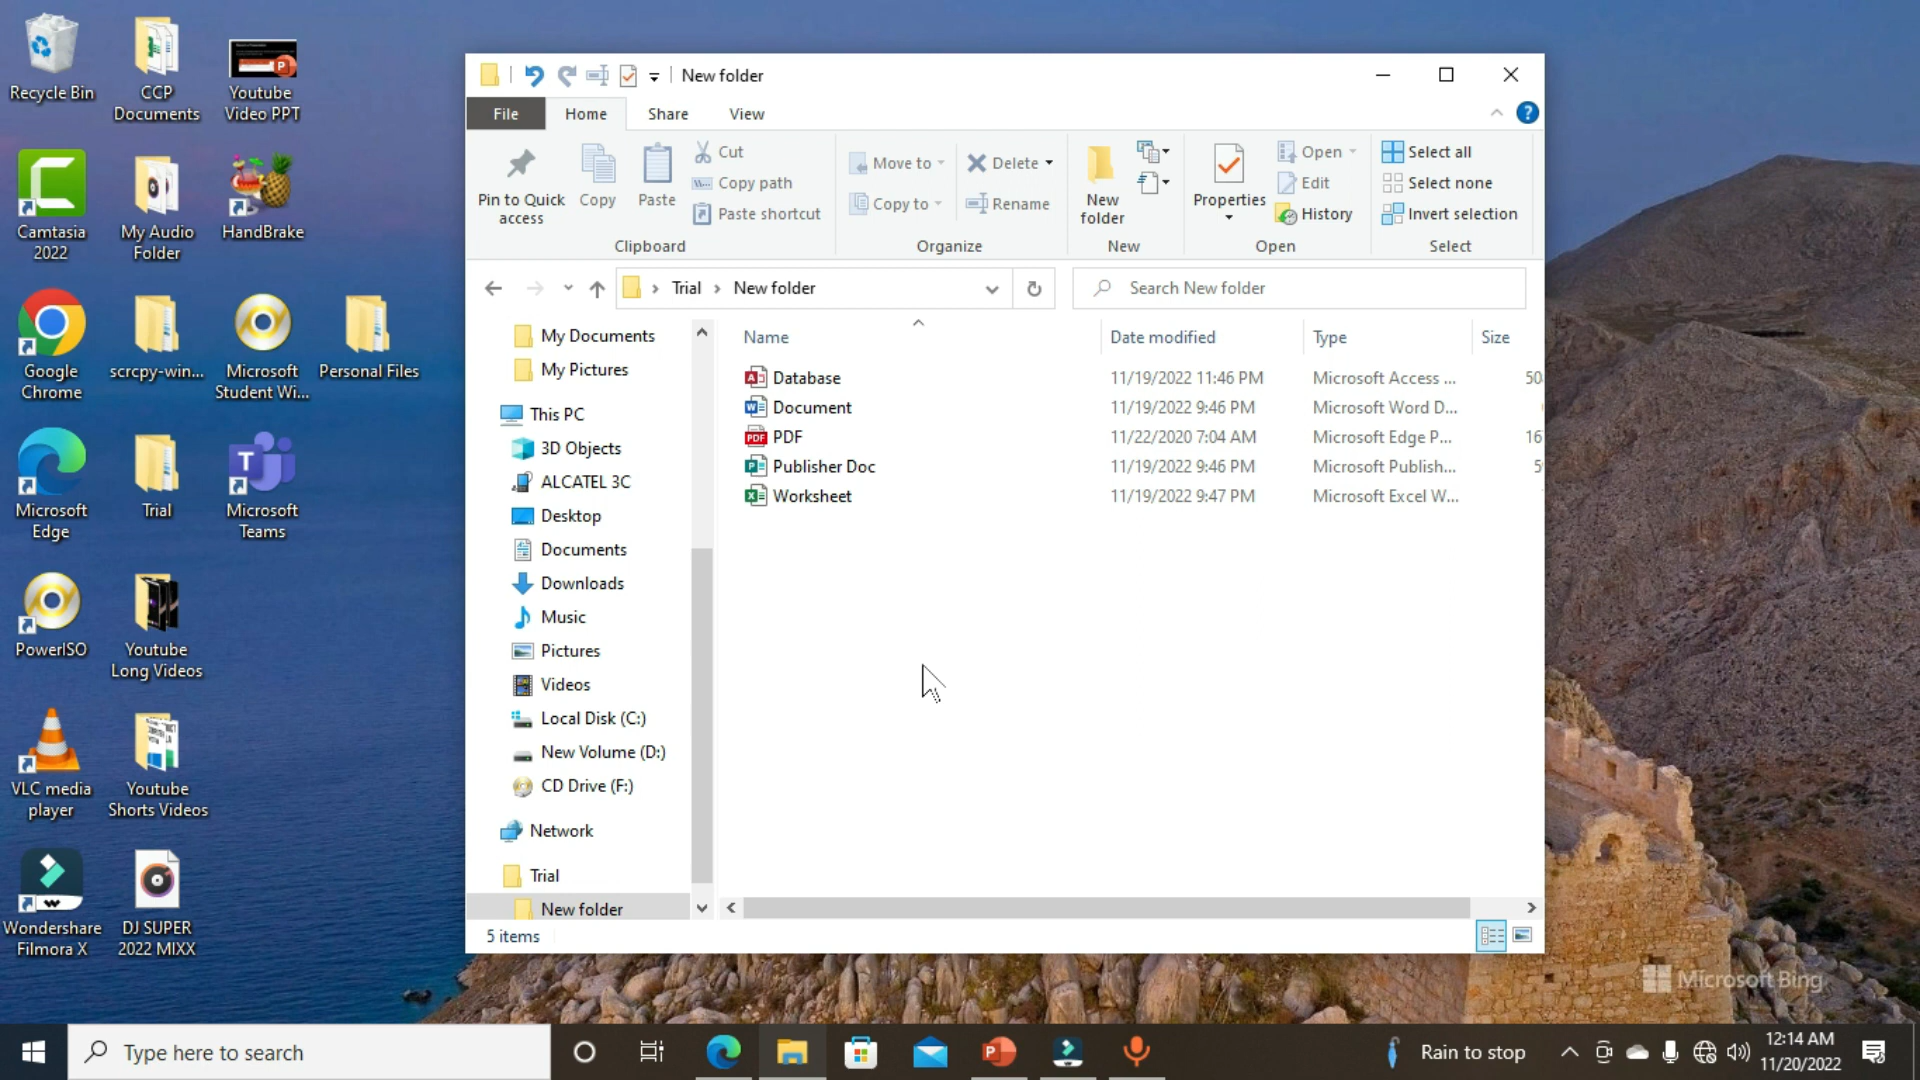 Recycle Bin
CCP
Documents
Youtube
Video PPT
Camtasia
2022
My Audio
Folder
HandBrake
Google
Chrome
scrcpy-win...
Microsoft
Student Wi...
Personal Files
Microsoft
Edge
Trial
Microsoft
Teams
PowerISO
Youtube
Long Videos
VLC media
player
Youtube
Shorts Videos
Wondershare
Filmora X
DJ SUPER
2022 MIXX
New folder
File Home Share View
Pin to Quick
access
Copy
Paste
Cut
Copy path
Paste shortcut
Clipboard
Move to
Copy to
Delete
Rename
Organize
New
folder
New
Properties
Open
Edit
History
Open
Select all
Select none
Invert selection
Select
Trial > New folder
Search New folder
My Documents
My Pictures
This PC
3D Objects
ALCATEL 3C
Desktop
Documents
Downloads
Music
Pictures
Videos
Local Disk (C:)
New Volume (D:)
CD Drive (F:)
Network
Trial
New folder
Name Date modified Type Size
Database 11/19/2022 11:46 PM Microsoft Access ... 50
Document 11/19/2022 9:46 PM Microsoft Word D...
PDF PDF 11/22/2020 7:04 AM Microsoft Edge P... 16
Publisher Doc 11/19/2022 9:46 PM Microsoft Publish... 5
Worksheet 11/19/2022 9:47 PM Microsoft Excel W...
5 items
Microsoft Bing
Type here to search
Rain to stop
12:14 AM
11/20/2022